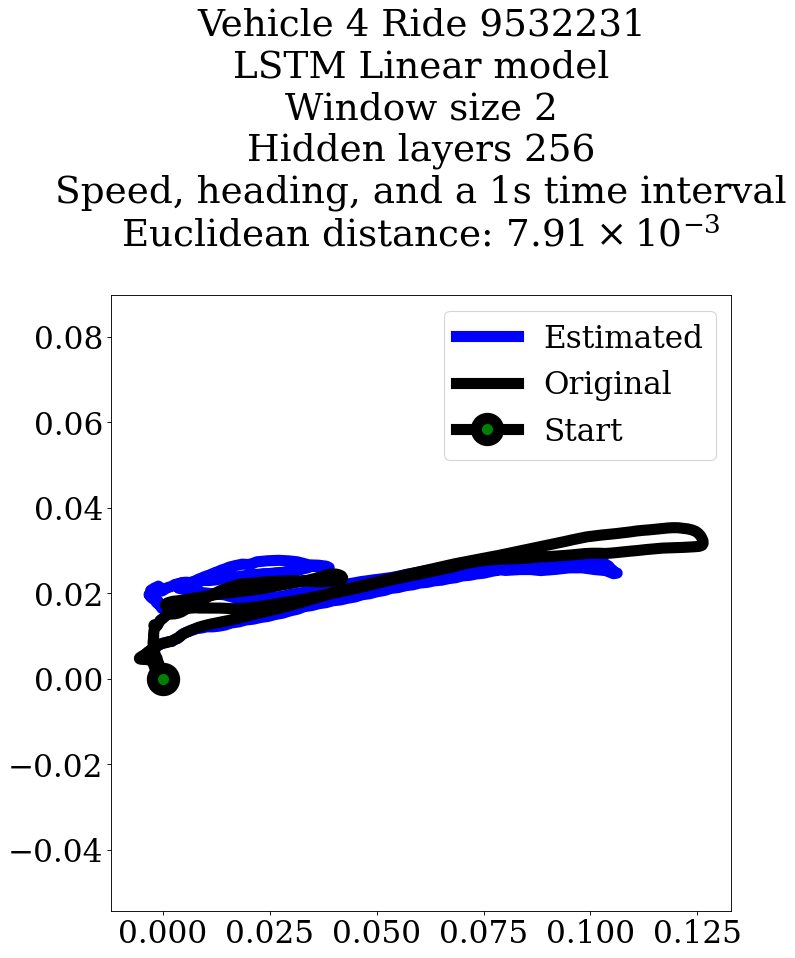 Vehicle 4 Ride 9532231
LSTM Linear model
Window size 2
Hidden layers 256
Speed, heading, and a 1s time interval
Euclidean distance: 7.91 × 10⁻³
Estimated
Original
Start
0.08
0.06
0.04
0.02
0.00
−0.02
−0.04
0.000 0.025 0.050 0.075 0.100 0.125